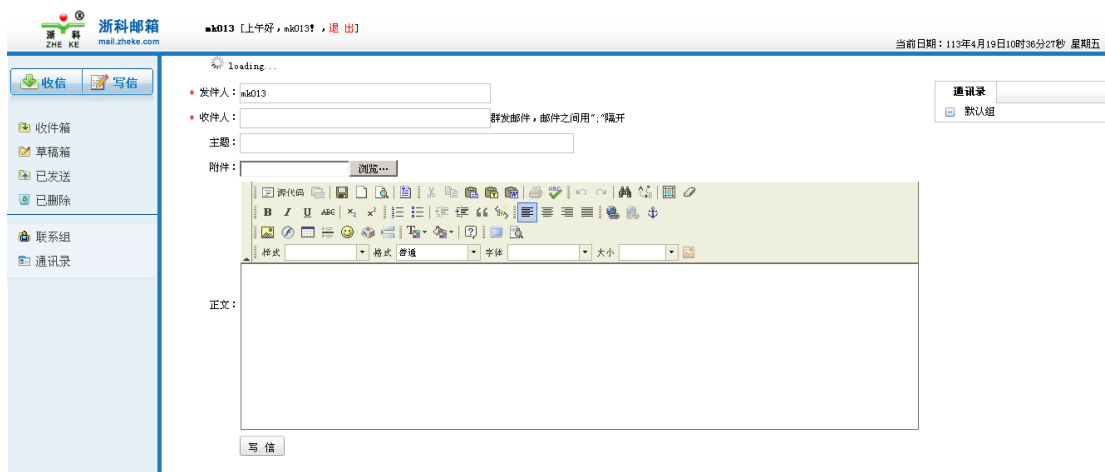 浙 科
ZHE KE
浙科邮箱
mail.zheke.com
mk013 [上午好，mk013! ，退 出]
当前日期：113年4月19日10时36分27秒 星期五
收信
写信
收件箱
草稿箱
已发送
已删除
联系组
通讯录
loading...
* 发件人：mk013
* 收件人：群发邮件，邮件之间用";"隔开
主题：
附件：浏览…
源代码
B I U ABC X₂ X²
样式 格式 普通 字体 大小
正文：
写 信
通讯录
默认组